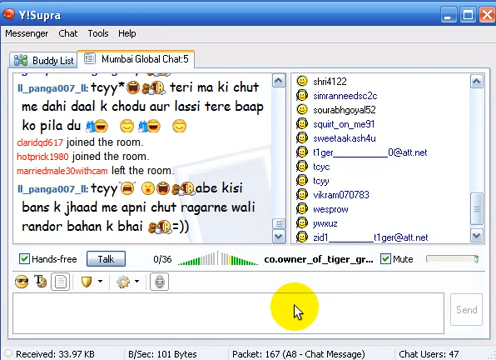 Y!Supra
Messenger Chat Tools Help
Buddy List Mumbai Global Chat:5
ll_panga007_ll: tcyy* teri ma ki chut
me dahi daal k chodu aur lassi tere baap
ko pila du
claridqd617 joined the room.
hotprick1980 joined the room.
marriedmale30withcam left the room.
ll_panga007_ll: tcyy abe kisi
bans k jhaad me apni chut ragarne wali
randor bahan k bhai =))
shri4122
simranneedsc2c
sourabhgoyal52
squirt_on_me91
sweetaakash4u
t1ger__________0@att.net
tcyc
tcyy
vikram070783
wesprow
ywxuz
zid1__________t1ger@att.net
Hands-free Talk 0/36 co.owner_of_tiger_gr... Mute
Send
Received: 33.97 KB B/Sec: 101 Bytes Packet: 167 (A8 - Chat Message) Chat Users: 47